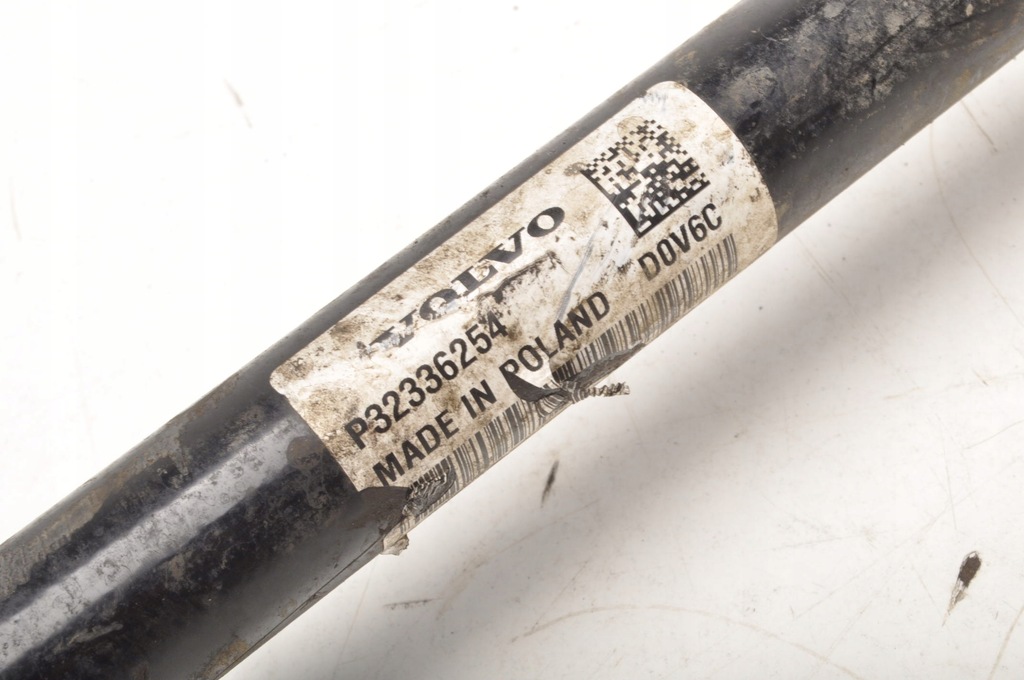 VOLVO
P32336254
MADE IN POLAND D0V6C